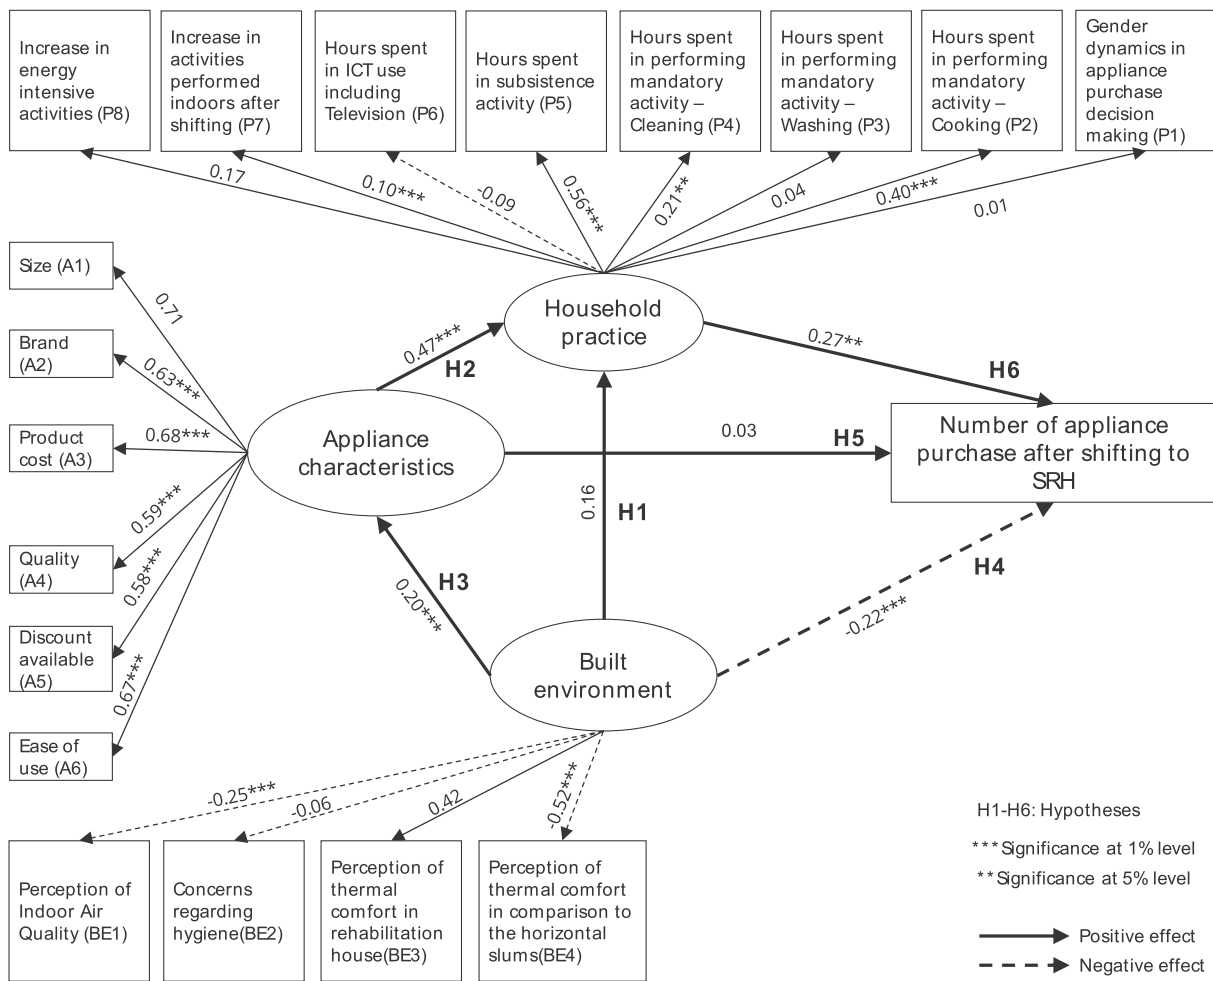 Increase in
energy
intensive
activities (P8)
Increase in
activities
performed
indoors after
shifting (P7)
Hours spent
in ICT use
including
Television (P6)
Hours spent
in subsistence
activity (P5)
Hours spent
in performing
mandatory
activity –
Cleaning (P4)
Hours spent
in performing
mandatory
activity –
Washing (P3)
Hours spent
in performing
mandatory
activity –
Cooking (P2)
Gender
dynamics in
appliance
purchase
decision
making (P1)
0.17
0.10***
-0.09
0.56***
0.21**
0.04
0.40***
0.01
Size (A1)
Brand
(A2)
Product
cost (A3)
Quality
(A4)
Discount
available
(A5)
Ease of
use (A6)
0.71
0.63***
0.68***
0.59***
0.58***
0.67***
Household
practice
0.47***
H2
0.27**
H6
Appliance
characteristics
0.03
H5
Number of appliance
purchase after shifting to
SRH
0.16
H1
H3
0.20***
H4
-0.22***
Built
environment
-0.25***
-0.06
0.42
-0.52***
Perception of
Indoor Air
Quality (BE1)
Concerns
regarding
hygiene(BE2)
Perception of
thermal
comfort in
rehabilitation
house(BE3)
Perception of
thermal comfort
in comparison to
the horizontal
slums(BE4)
H1-H6: Hypotheses
***Significance at 1% level
**Significance at 5% level
Positive effect
Negative effect